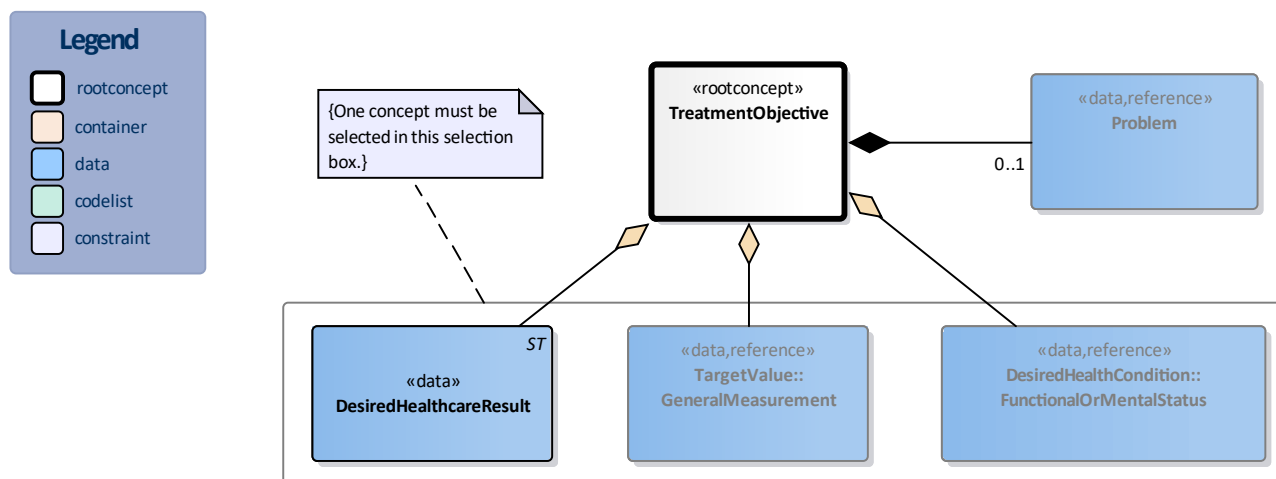 Legend
rootconcept
container
data
codelist
constraint
{One concept must be
selected in this selection
box.}
«rootconcept»
TreatmentObjective
«data,reference»
Problem
0..1
ST
«data»
DesiredHealthcareResult
«data,reference»
TargetValue::
GeneralMeasurement
«data,reference»
DesiredHealthCondition::
FunctionalOrMentalStatus